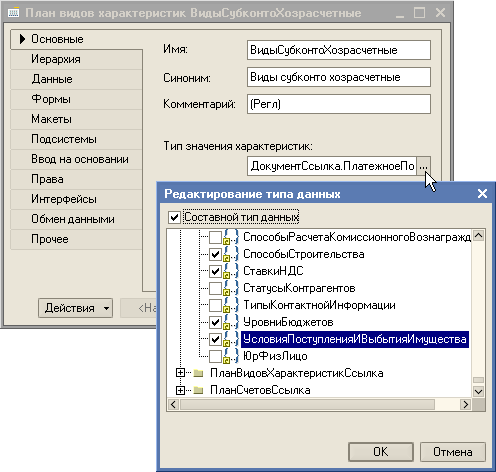 План видов характеристик ВидыСубконтоХозрасчетные
Основные
Иерархия
Данные
Формы
Макеты
Подсистемы
Ввод на основании
Права
Интерфейсы
Обмен данными
Прочее
Имя: ВидыСубконтоХозрасчетные
Синоним: Виды субконто хозрасчетные
Комментарий: (Регл)
Тип значения характеристик:
ДокументСсылка.ПлатежноеПо ...
Действия
<На
Редактирование типа данных
Составной тип данных
СпособыРасчетаКомиссионногоВознагражд
СпособыСтроительства
СтавкиНДС
СтатусыКонтрагентов
ТипыКонтактнойИнформации
УровниБюджетов
УсловияПоступленияИВыбытияИмущества
ЮрФизЛицо
ПланВидовХарактеристикСсылка
ПланСчетовСсылка
OK Отмена